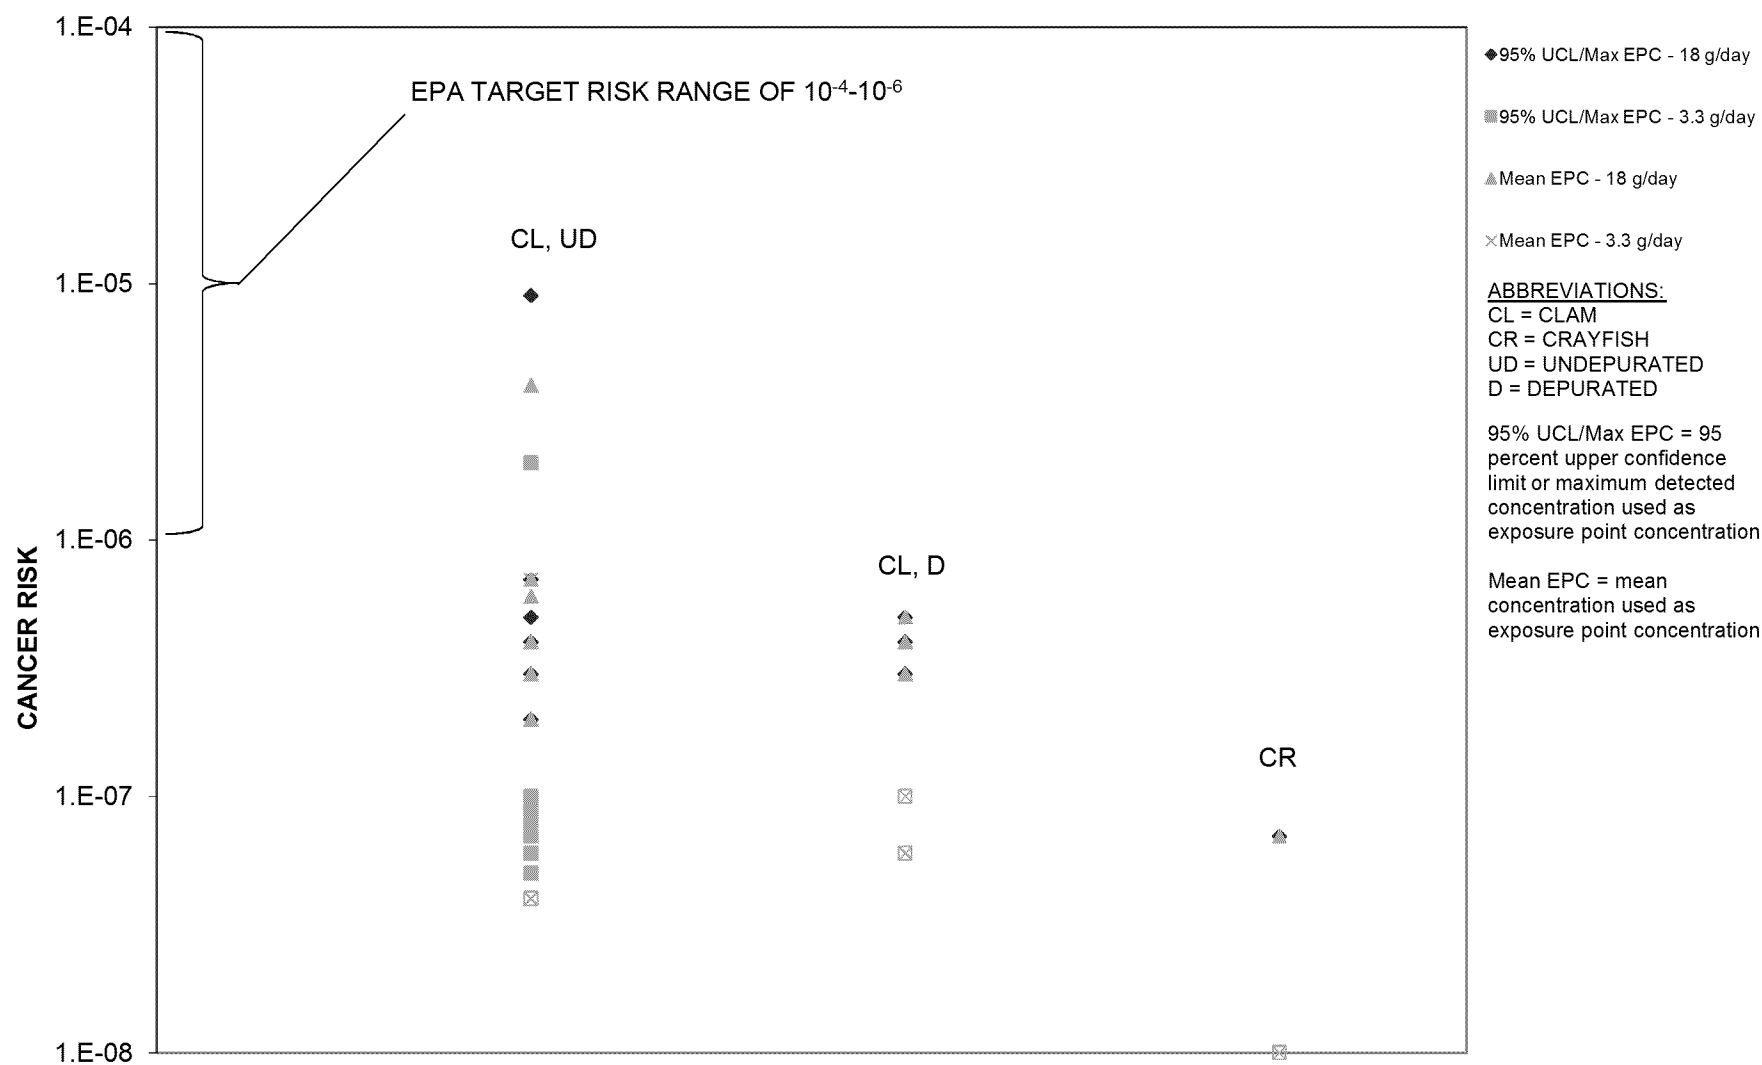 1.E-04
EPA TARGET RISK RANGE OF 10-4-10-6
CL, UD
1.E-05
1.E-06
CL, D
CANCER RISK
CR
1.E-07
1.E-08
95% UCL/Max EPC - 18 g/day
95% UCL/Max EPC - 3.3 g/day
Mean EPC - 18 g/day
Mean EPC - 3.3 g/day
ABBREVIATIONS:
CL = CLAM
CR = CRAYFISH
UD = UNDEPURATED
D = DEPURATED
95% UCL/Max EPC = 95
percent upper confidence
limit or maximum detected
concentration used as
exposure point concentration
Mean EPC = mean
concentration used as
exposure point concentration